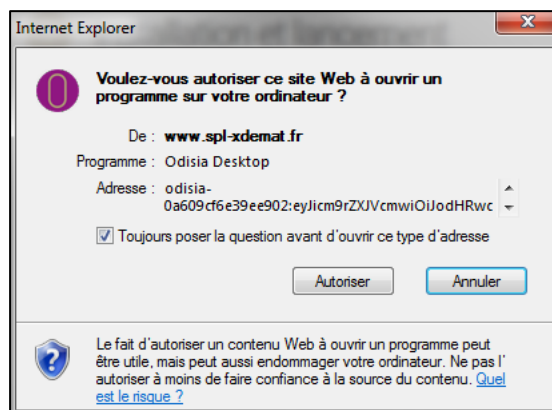 Internet Explorer
Voulez-vous autoriser ce site Web à ouvrir un
programme sur votre ordinateur ?
De : www.spl-xdemat.fr
Programme : Odisia Desktop
Adresse : odisia-
0a609cf6e39ee902:eyJicm9rZXJVcmwiOiJodHRwc
Toujours poser la question avant d'ouvrir ce type d'adresse
Autoriser Annuler
Le fait d'autoriser un contenu Web à ouvrir un programme peut
être utile, mais peut aussi endommager votre ordinateur. Ne pas l'
autoriser à moins de faire confiance à la source du contenu. Quel
est le risque ?